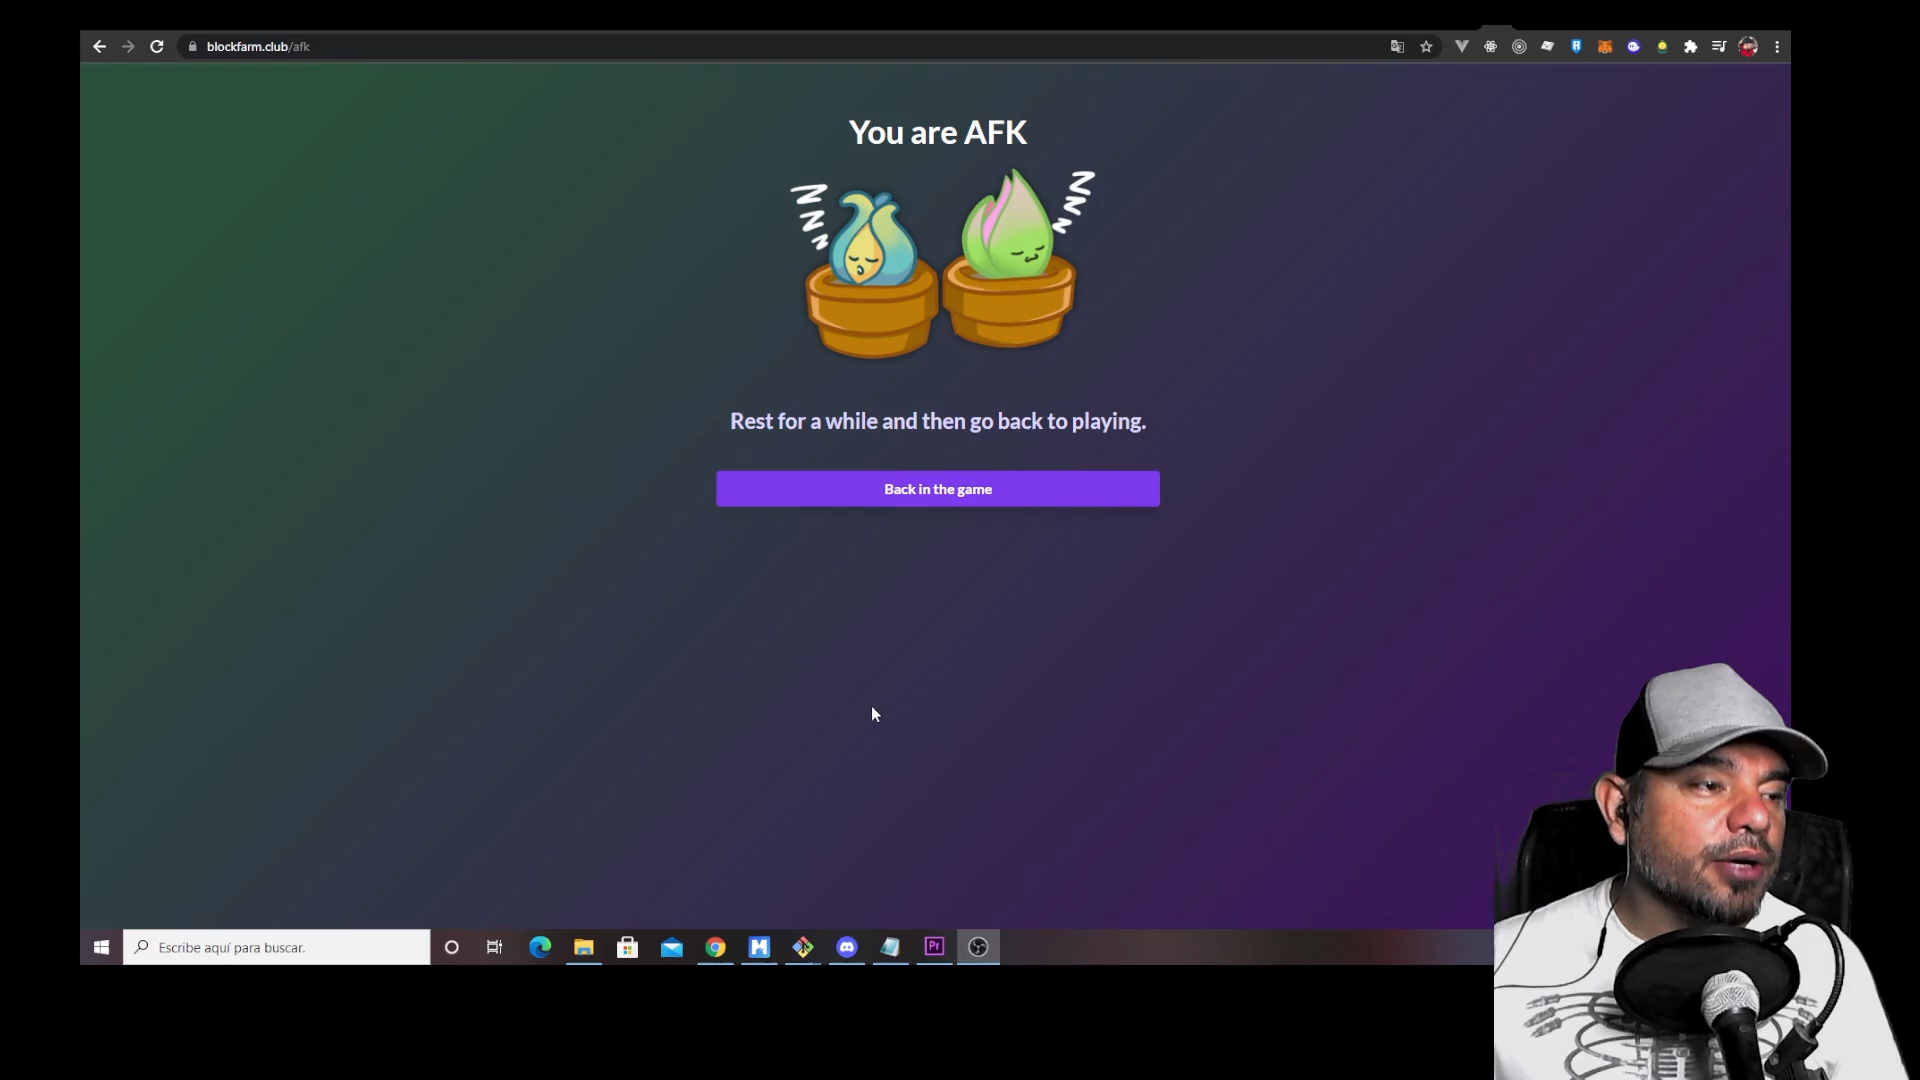 blockfarm.club/afk
You are AFK
Rest for a while and then go back to playing.
Back in the game
Escribe aquí para buscar.
Pr